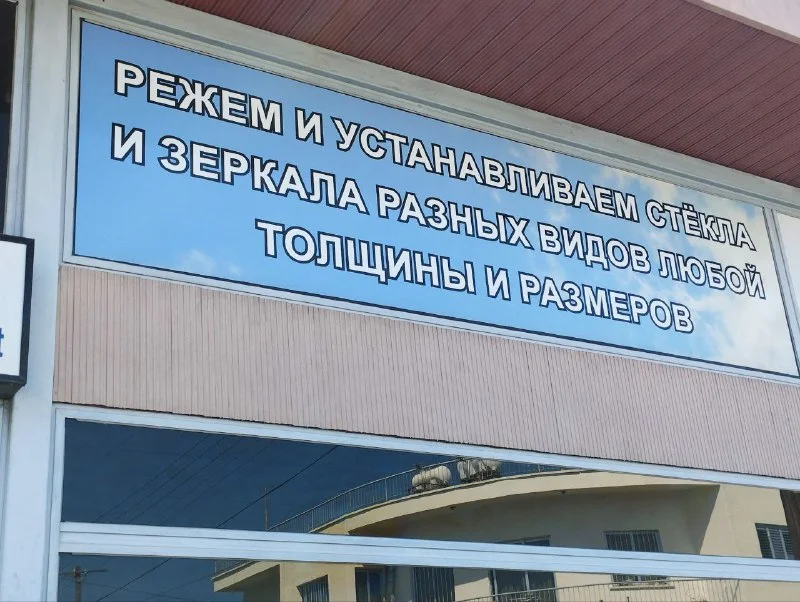 РЕЖЕМ И УСТАНАВЛИВАЕМ СТЁКЛА
И ЗЕРКАЛА РАЗНЫХ ВИДОВ ЛЮБОЙ
ТОЛЩИНЫ И РАЗМЕРОВ